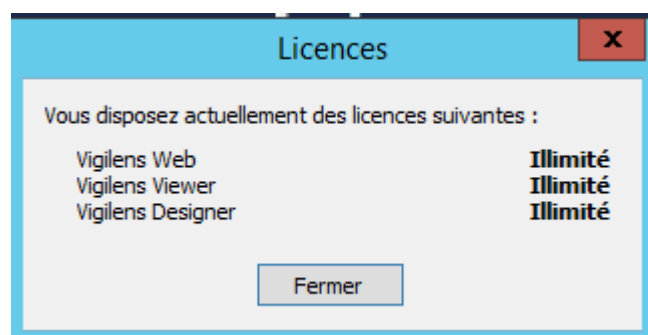 Licences
x
Vous disposez actuellement des licences suivantes :
Vigilens Web Illimité
Vigilens Viewer Illimité
Vigilens Designer Illimité
Fermer